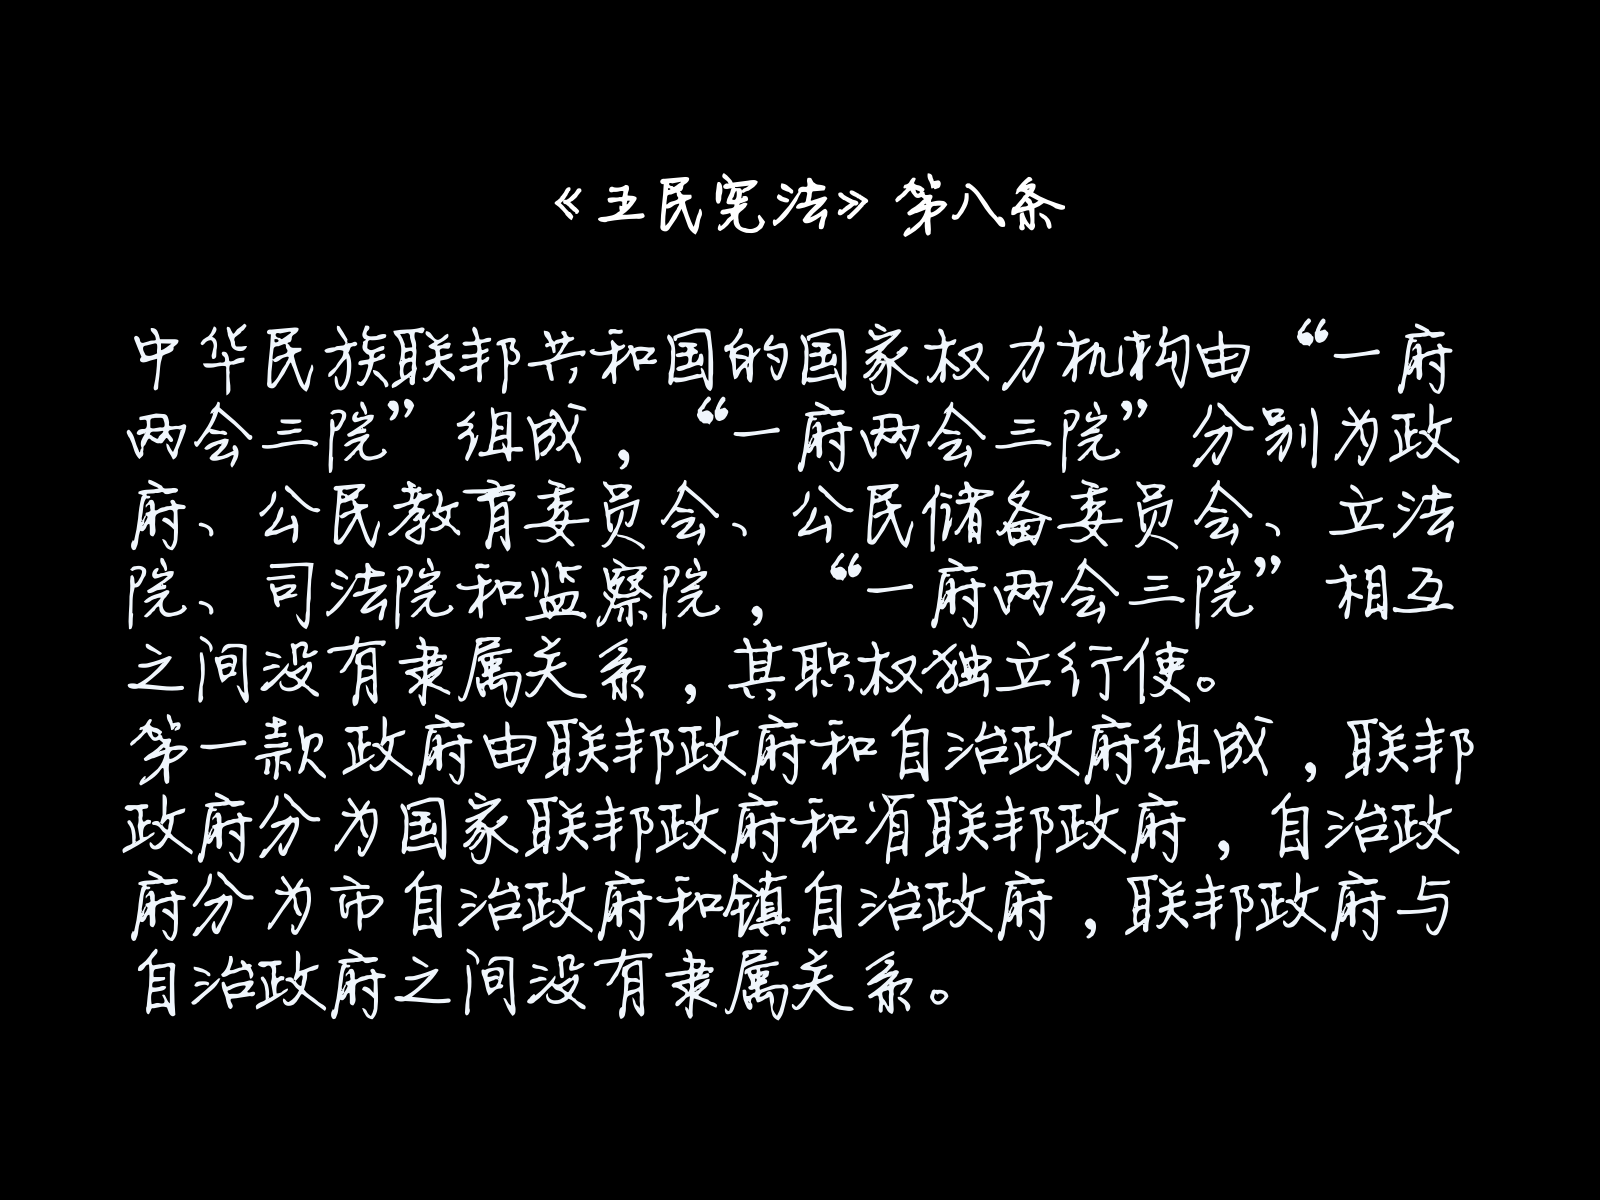 《王民宪法》第八条
中华民族联邦共和国的国家权力机构由“一府
两会三院”组成，“一府两会三院”分别为政
府、公民教育委员会、公民储备委员会、立法
院、司法院和监察院，“一府两会三院”相互
之间没有隶属关系，其职权独立行使。
第一款政府由联邦政府和自治政府组成，联邦
政府分为国家联邦政府和省联邦政府，自治政
府分为市自治政府和镇自治政府，联邦政府与
自治政府之间没有隶属关系。